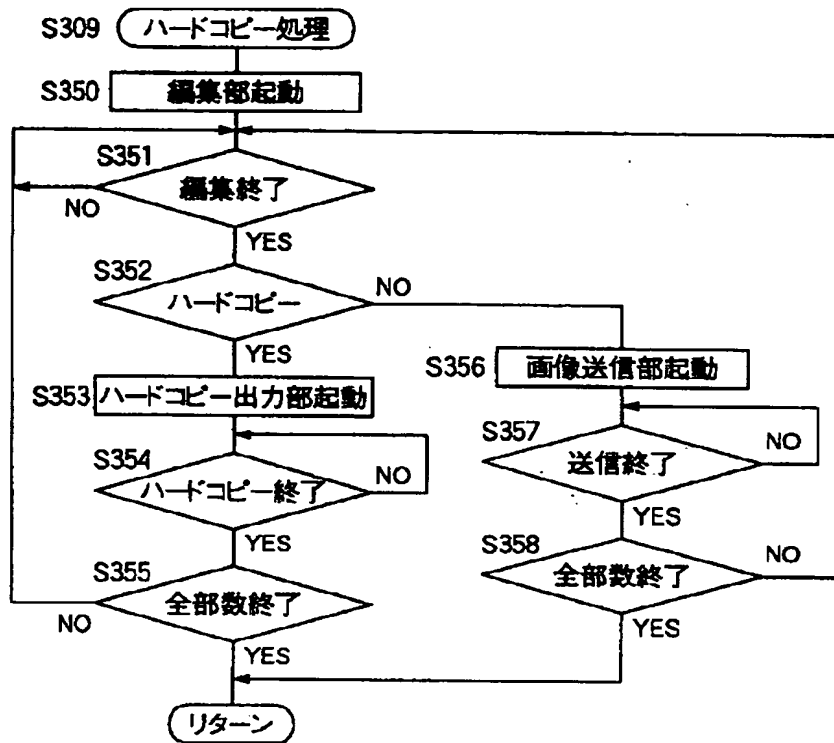 S309 ハードコピー処理
S350 編集部起動
S351
編集終了
NO
YES
S352
ハードコピー
NO
YES
S353 ハードコピー出力部起動
S356 画像送信部起動
S354
ハードコピー終了
NO
YES
S357
送信終了
NO
YES
S355
全部数終了
NO
YES
S358
全部数終了
NO
YES
リターン